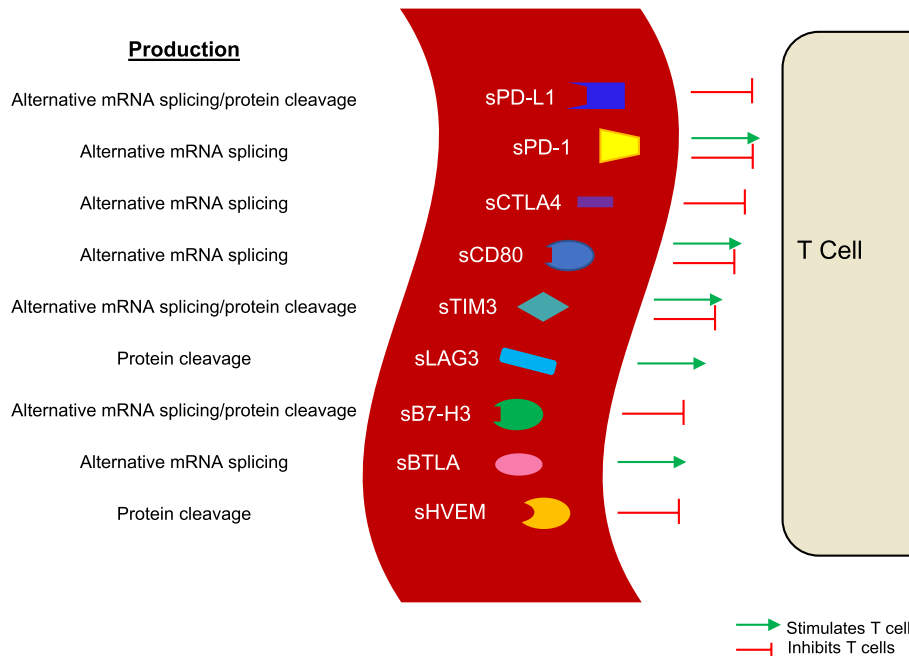 Production
Alternative mRNA splicing/protein cleavage
sPD-L1
Alternative mRNA splicing
sPD-1
Alternative mRNA splicing
sCTLA4
Alternative mRNA splicing
sCD80
T Cell
Alternative mRNA splicing/protein cleavage
sTIM3
Protein cleavage
sLAG3
Alternative mRNA splicing/protein cleavage
sB7-H3
Alternative mRNA splicing
sBTLA
Protein cleavage
sHVEM
Stimulates T cell
Inhibits T cells